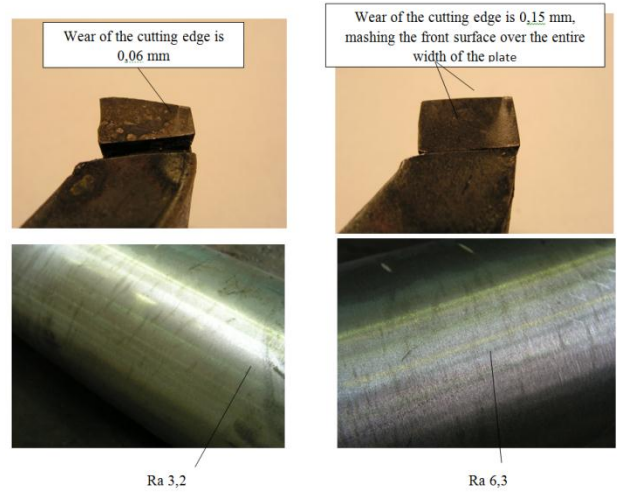 Wear of the cutting edge is
0,06 mm
Wear of the cutting edge is 0,15 mm,
mashing the front surface over the entire
width of the plate
Ra 3,2
Ra 6,3